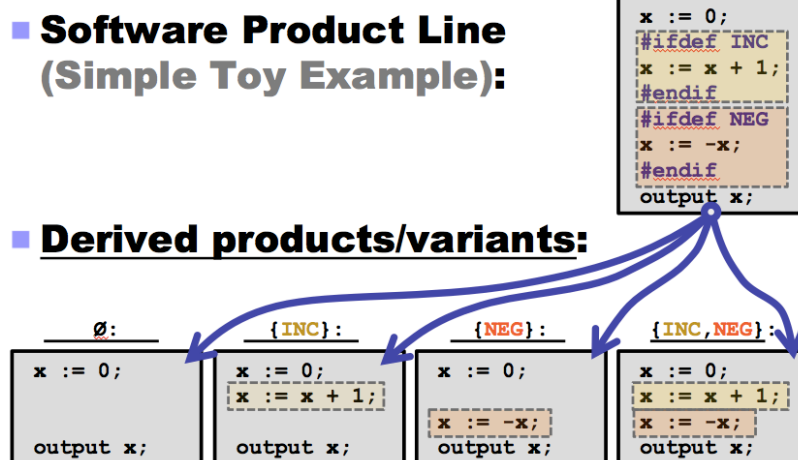 Software Product Line
(Simple Toy Example):
x := 0;
#ifdef INC
x := x + 1;
#endif
#ifdef NEG
x := -x;
#endif
output x;
Derived products/variants:
Ø:
x := 0;
output x;
{INC}:
x := 0;
x := x + 1;
output x;
{NEG}:
x := 0;
x := -x;
output x;
{INC,NEG}:
x := 0;
x := x + 1;
x := -x;
output x;